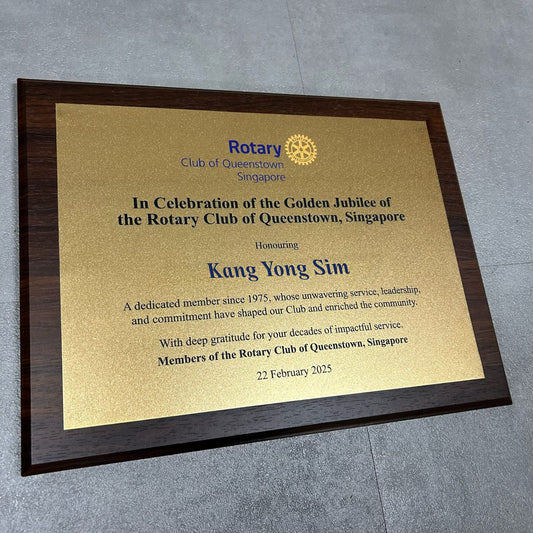 Rotary
Club of Queenstown
Singapore
In Celebration of the Golden Jubilee of
the Rotary Club of Queenstown, Singapore
Honouring
Kang Yong Sim
A dedicated member since 1975, whose unwavering service, leadership,
and commitment have shaped our Club and enriched the community.
With deep gratitude for your decades of impactful service.
Members of the Rotary Club of Queenstown, Singapore
22 February 2025